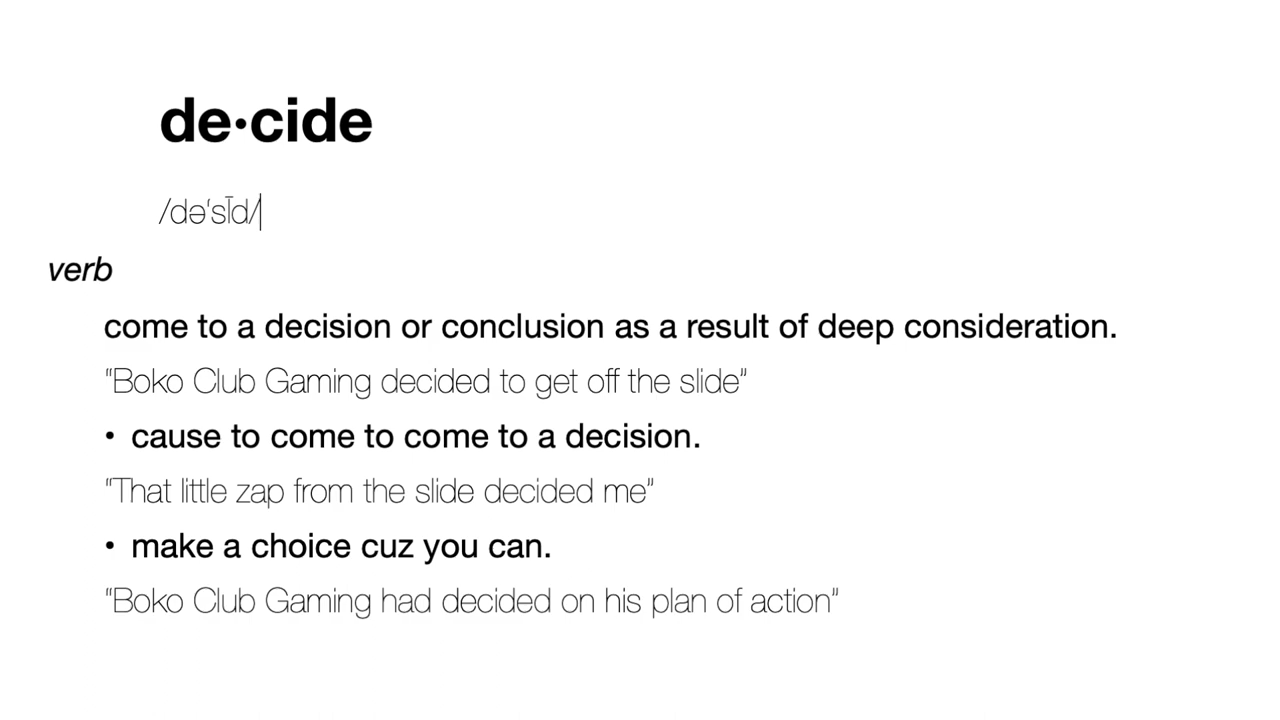 de·cide
/dəˈsīd/
verb
come to a decision or conclusion as a result of deep consideration.
"Boko Club Gaming decided to get off the slide"
• cause to come to come to a decision.
"That little zap from the slide decided me"
• make a choice cuz you can.
"Boko Club Gaming had decided on his plan of action"